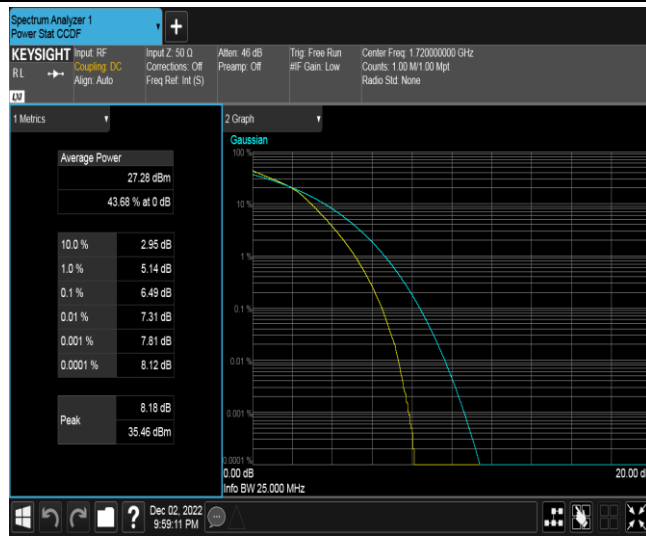 Spectrum Analyzer 1
Power Stat CCDF
+
KEYSIGHT
RL
LXI
Input: RF
Coupling: DC
Align: Auto
Input Z: 50 Ω
Corrections: Off
Freq Ref: Int (S)
Atten: 46 dB
Preamp: Off
Trig: Free Run
#IF Gain: Low
Center Freq: 1.720000000 GHz
Counts: 1.00 M/1.00 Mpt
Radio Std: None
1 Metrics
Average Power
27.28 dBm
43.68 % at 0 dB
10.0 % 2.95 dB
1.0 % 5.14 dB
0.1 % 6.49 dB
0.01 % 7.31 dB
0.001 % 7.81 dB
0.0001 % 8.12 dB
Peak
8.18 dB
35.46 dBm
2 Graph
Gaussian
100 %
10 %
1 %
0.1 %
0.01 %
0.001 %
0.0001 %
0.00 dB 20.00 d
Info BW 25.000 MHz
?
Dec 02, 2022
9:59:11 PM